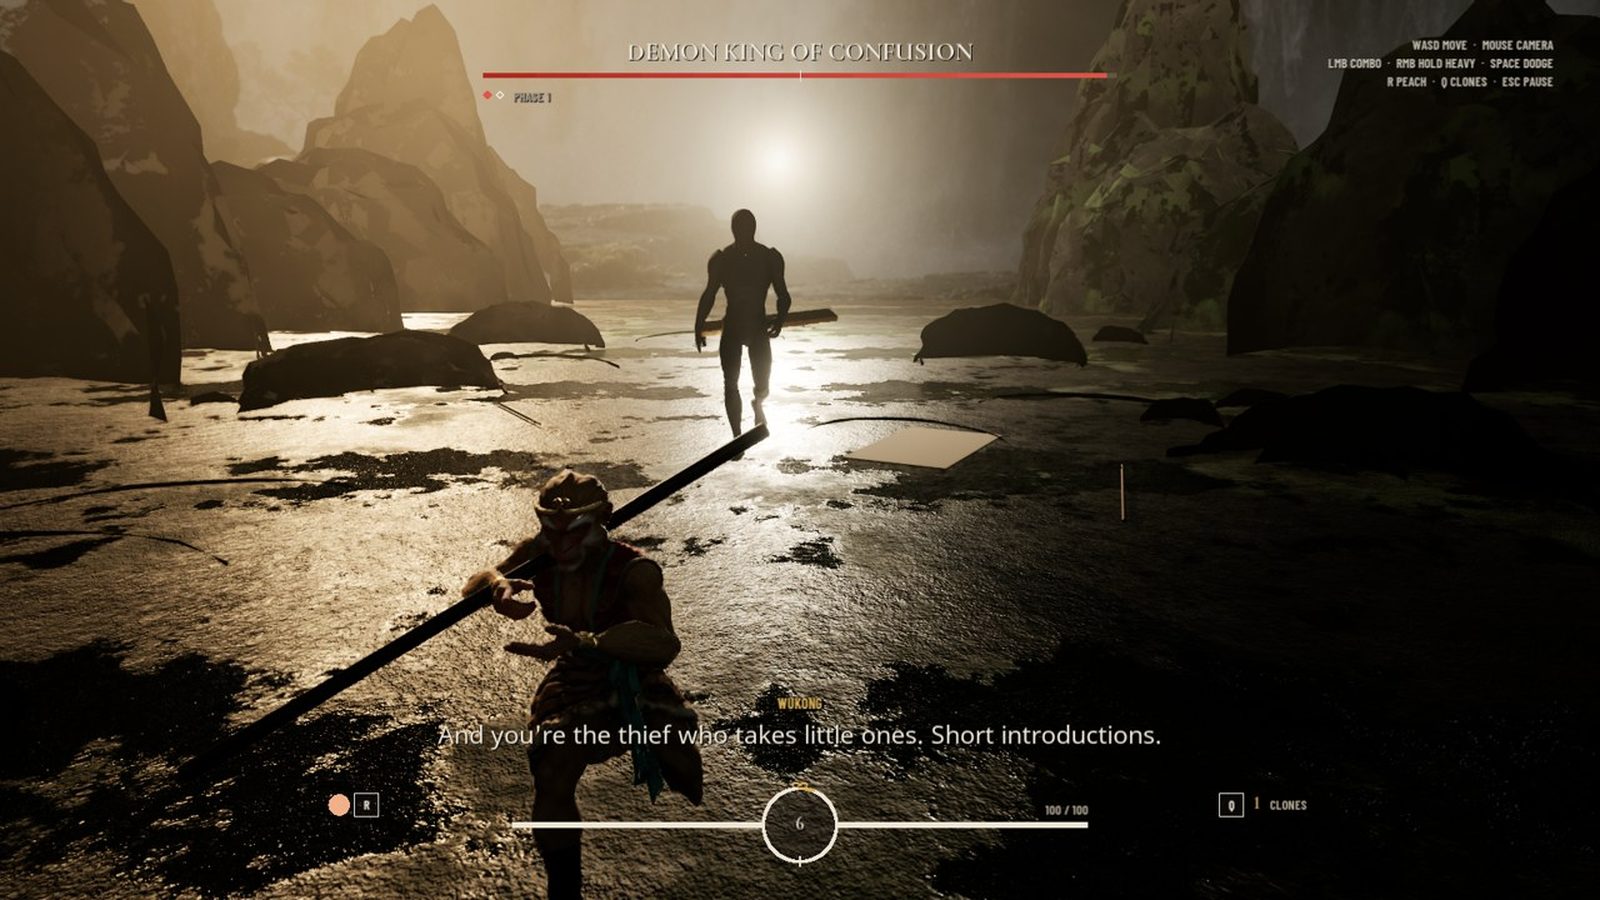 DEMON KING OF CONFUSION
PHASE 1
WASD MOVE · MOUSE CAMERA
LMB COMBO · RMB HOLD HEAVY · SPACE DODGE
R PEACH · Q CLONES · ESC PAUSE
WUKONG
And you're the thief who takes little ones. Short introductions.
R
6
100 / 100
Q 1 CLONES